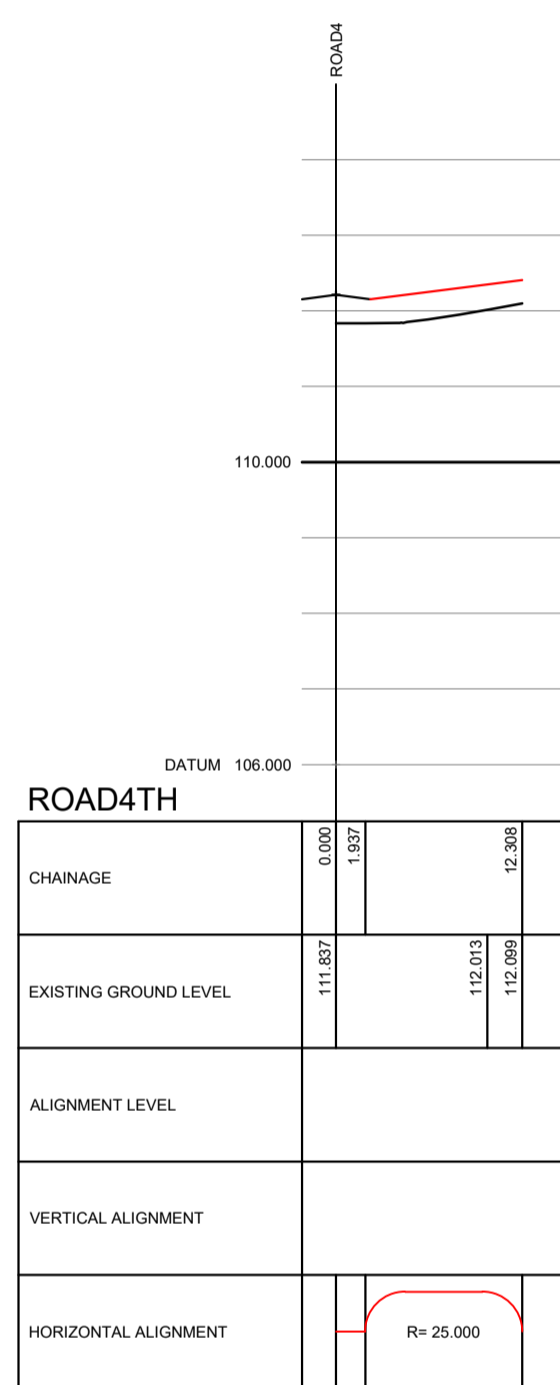 ROAD4
110.000
DATUM 106.000
ROAD4TH
CHAINAGE
0.000
1.937
12.308
EXISTING GROUND LEVEL
111.837
112.013
112.099
ALIGNMENT LEVEL
VERTICAL ALIGNMENT
HORIZONTAL ALIGNMENT
R= 25.000